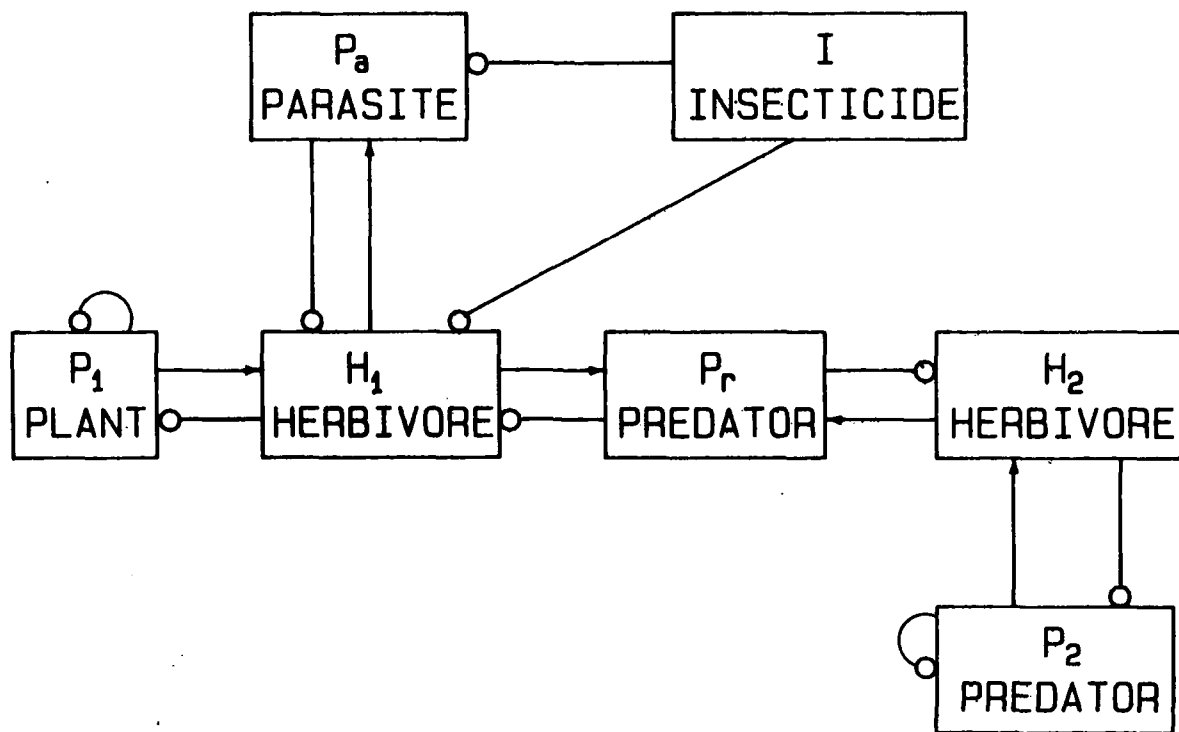 Pa
PARASITE
I
INSECTICIDE
P1
PLANT
H1
HERBIVORE
Pr
PREDATOR
H2
HERBIVORE
P2
PREDATOR